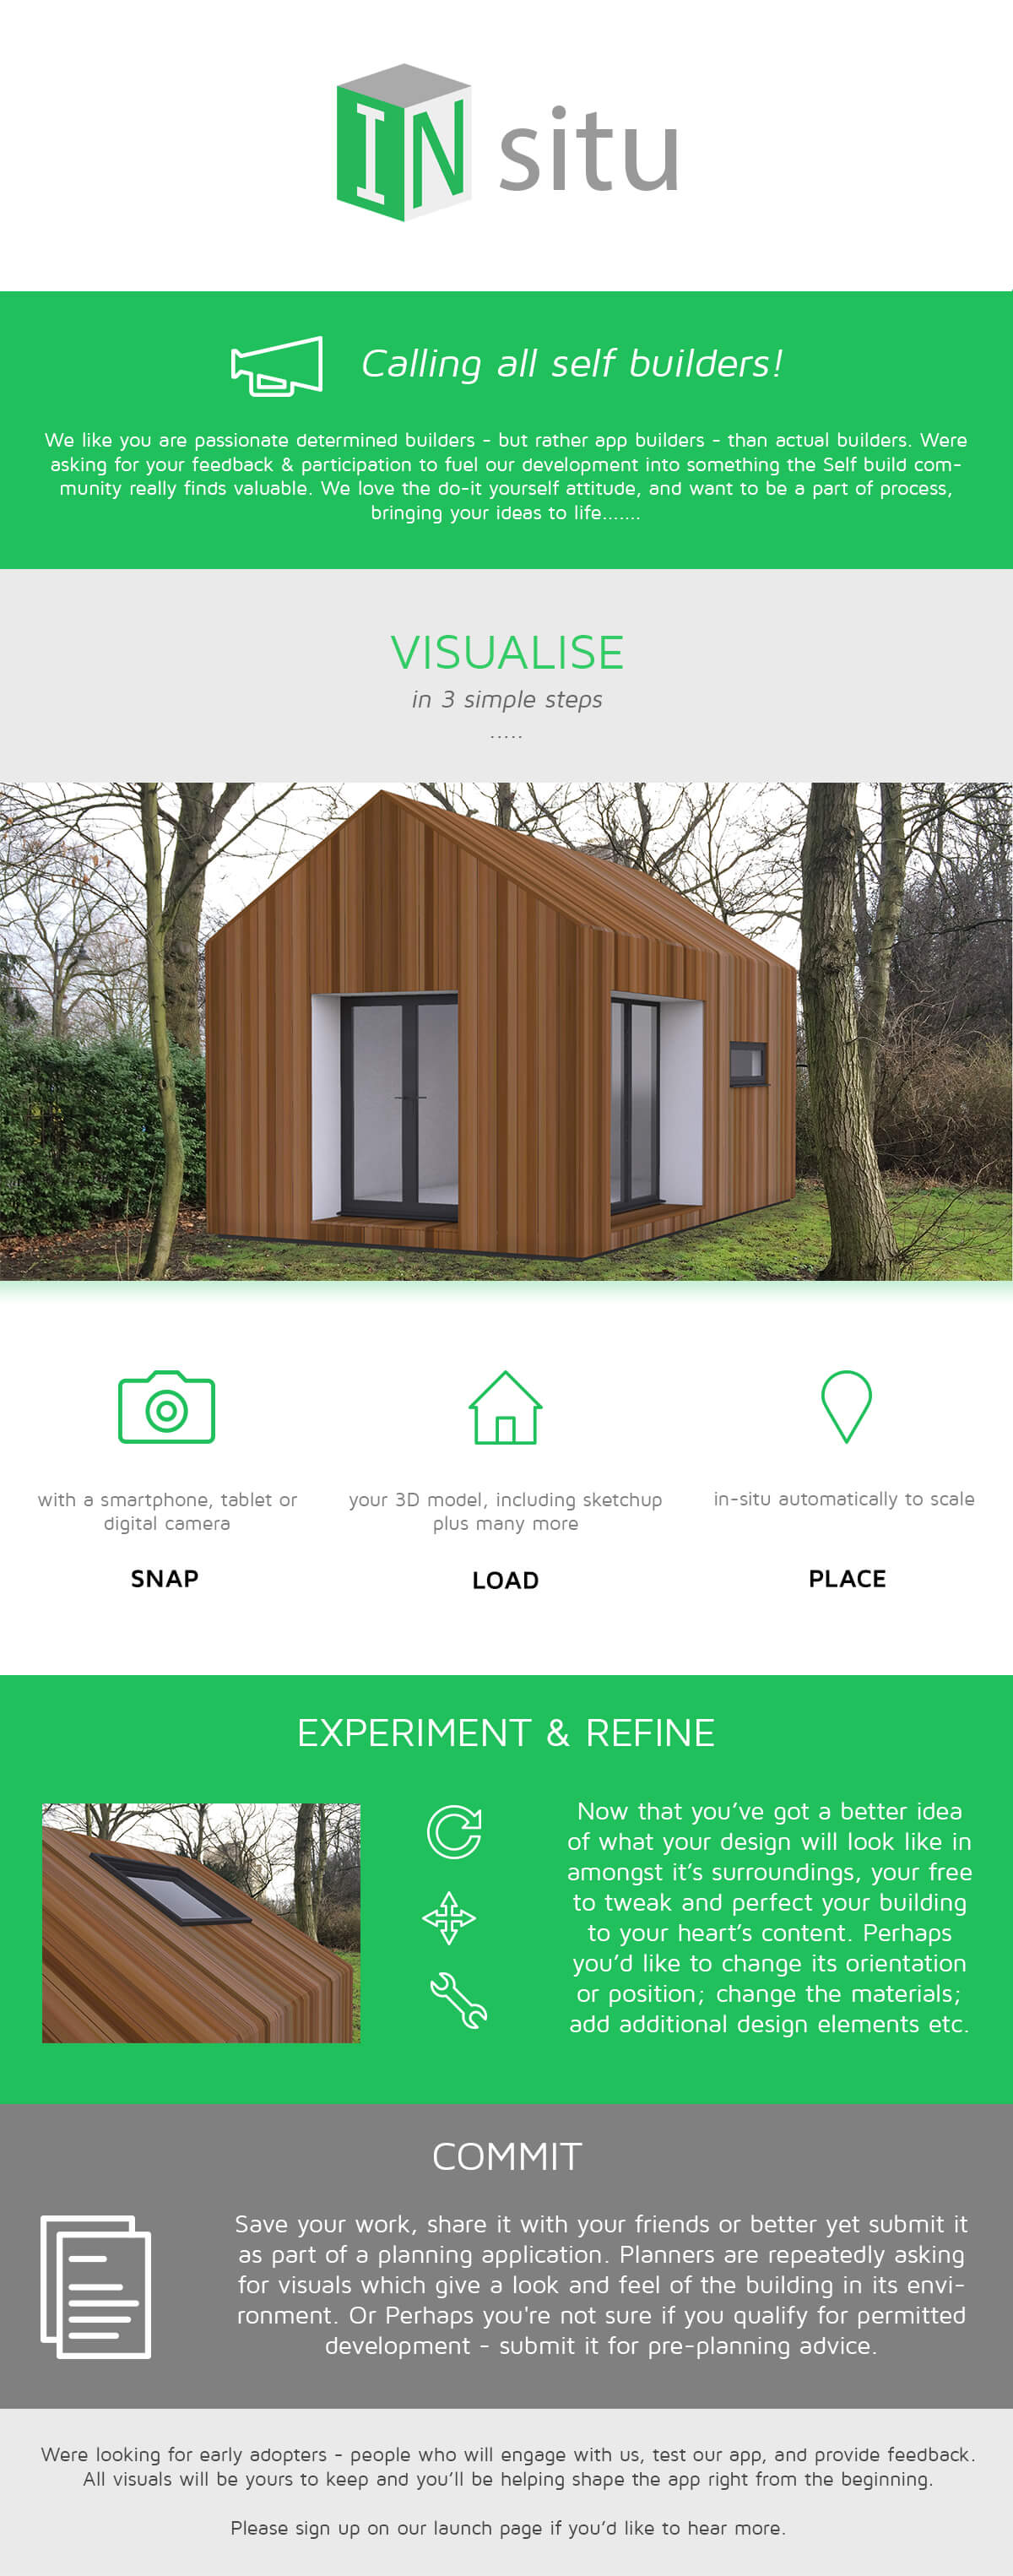 IN situ
Calling all self builders!
We like you are passionate determined builders - but rather app builders - than actual builders. Were
asking for your feedback & participation to fuel our development into something the Self build com-
munity really finds valuable. We love the do-it yourself attitude, and want to be a part of process,
bringing your ideas to life.......
VISUALISE
in 3 simple steps
.....
with a smartphone, tablet or
digital camera
SNAP
your 3D model, including sketchup
plus many more
LOAD
in-situ automatically to scale
PLACE
EXPERIMENT & REFINE
Now that you’ve got a better idea
of what your design will look like in
amongst it’s surroundings, your free
to tweak and perfect your building
to your heart’s content. Perhaps
you’d like to change its orientation
or position; change the materials;
add additional design elements etc.
COMMIT
Save your work, share it with your friends or better yet submit it
as part of a planning application. Planners are repeatedly asking
for visuals which give a look and feel of the building in its envi-
ronment. Or Perhaps you're not sure if you qualify for permitted
development - submit it for pre-planning advice.
Were looking for early adopters - people who will engage with us, test our app, and provide feedback.
All visuals will be yours to keep and you’ll be helping shape the app right from the beginning.
Please sign up on our launch page if you’d like to hear more.